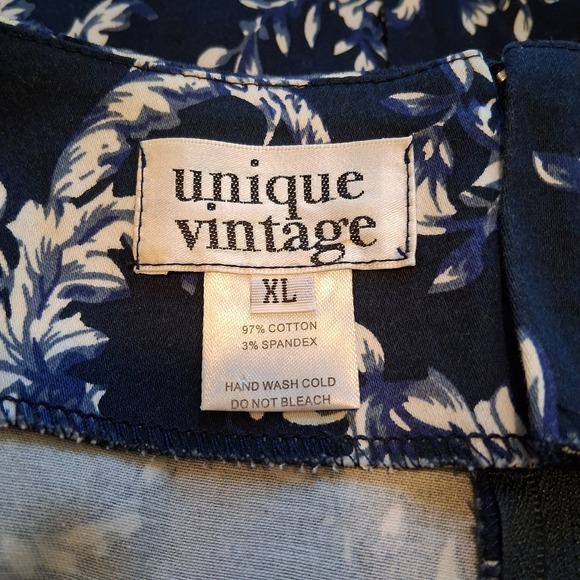 unique
vintage
XL
97% COTTON
3% SPANDEX
HAND WASH COLD
DO NOT BLEACH